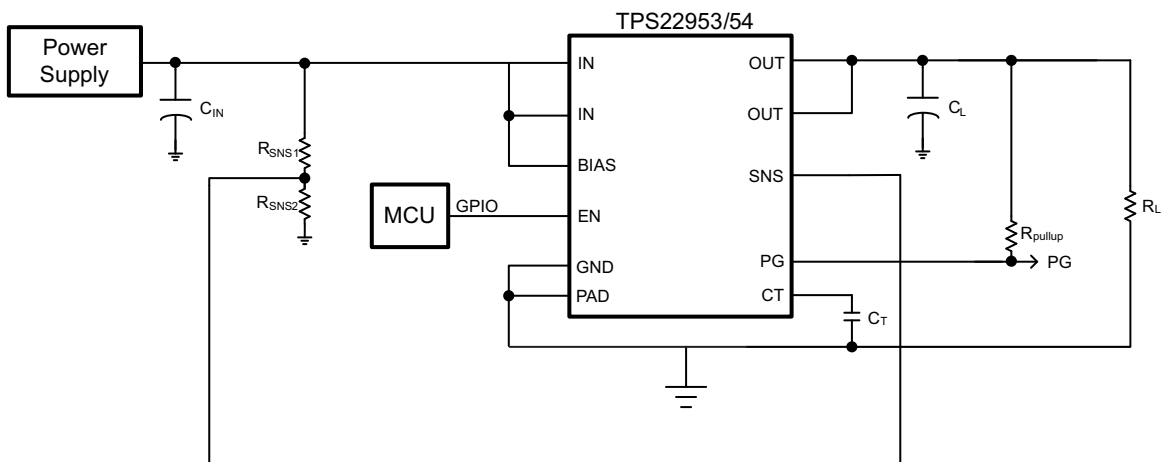 TPS22953/54
Power
Supply
IN
OUT
C_IN
IN
OUT
C_L
R_SNS1
BIAS
SNS
R_SNS2
MCU
GPIO
EN
R_L
R_pullup
GND
PG
PG
PAD
CT
C_T